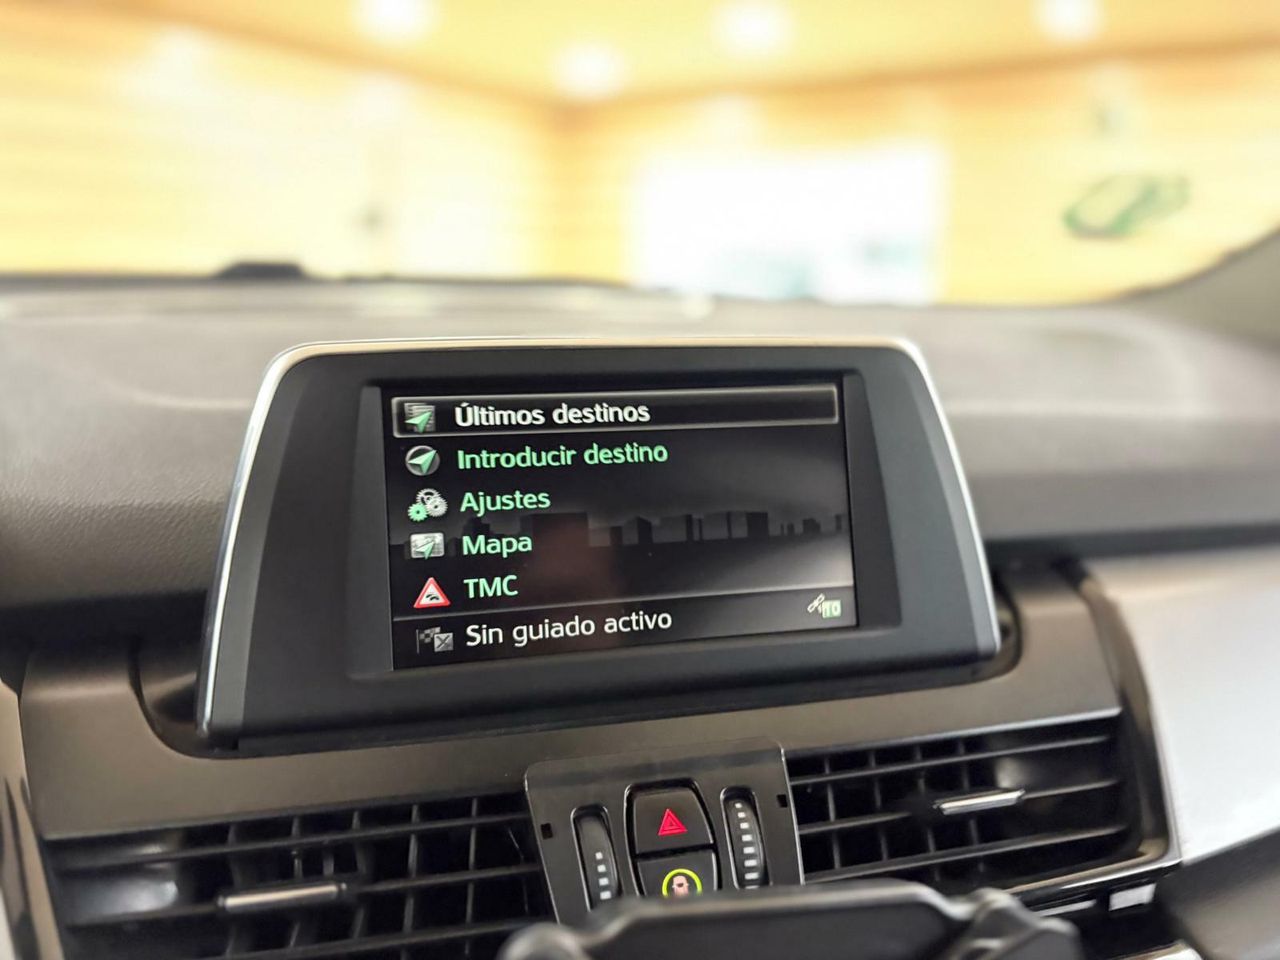 Últimos destinos
Introducir destino
Ajustes
Mapa
TMC
Sin guiado activo